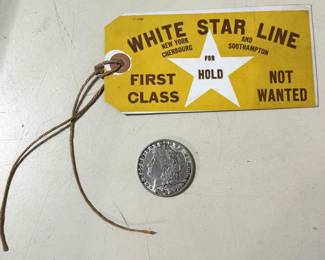 WHITE STAR LINE
NEW YORK AND
CHERBOURG SOUTHAMPTON
FOR
HOLD
FIRST NOT
CLASS WANTED